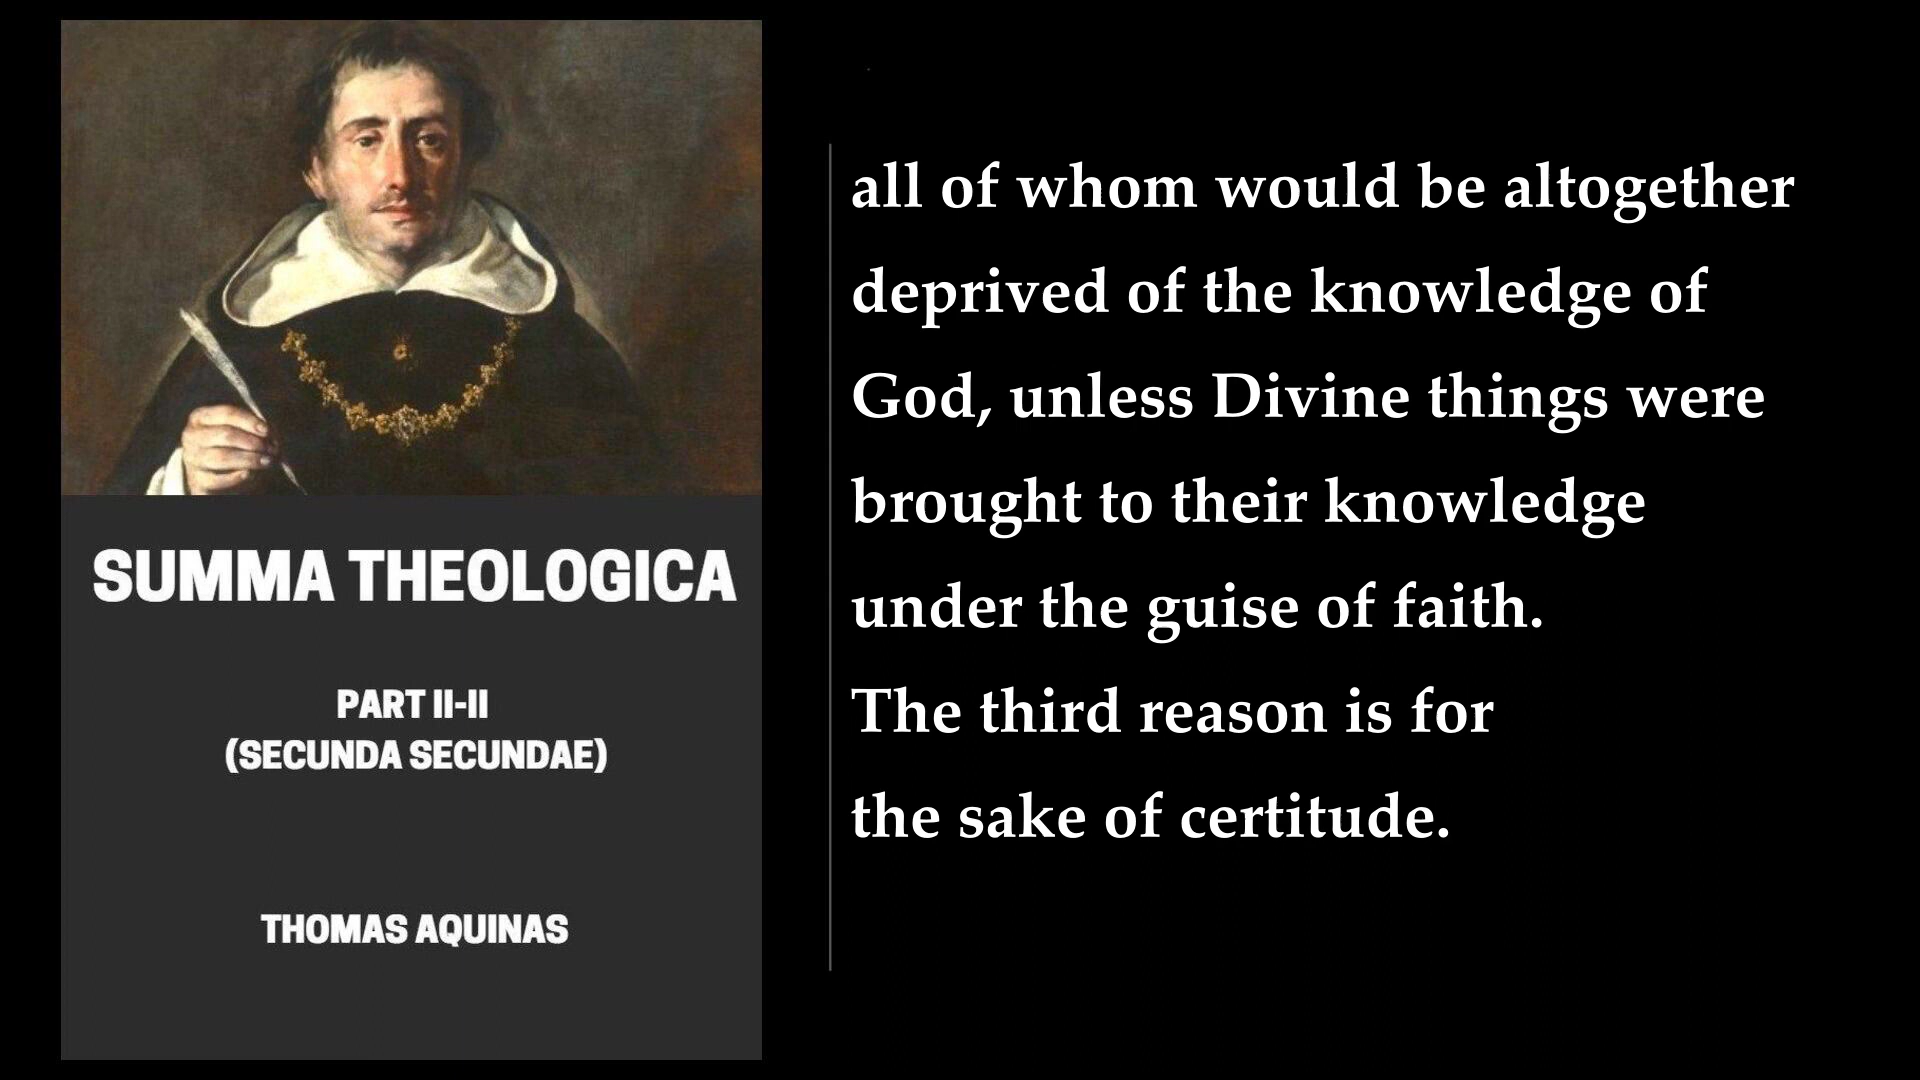 SUMMA THEOLOGICA
PART II-II
(SECUNDA SECUNDAE)
THOMAS AQUINAS
all of whom would be altogether
deprived of the knowledge of
God, unless Divine things were
brought to their knowledge
under the guise of faith.
The third reason is for
the sake of certitude.